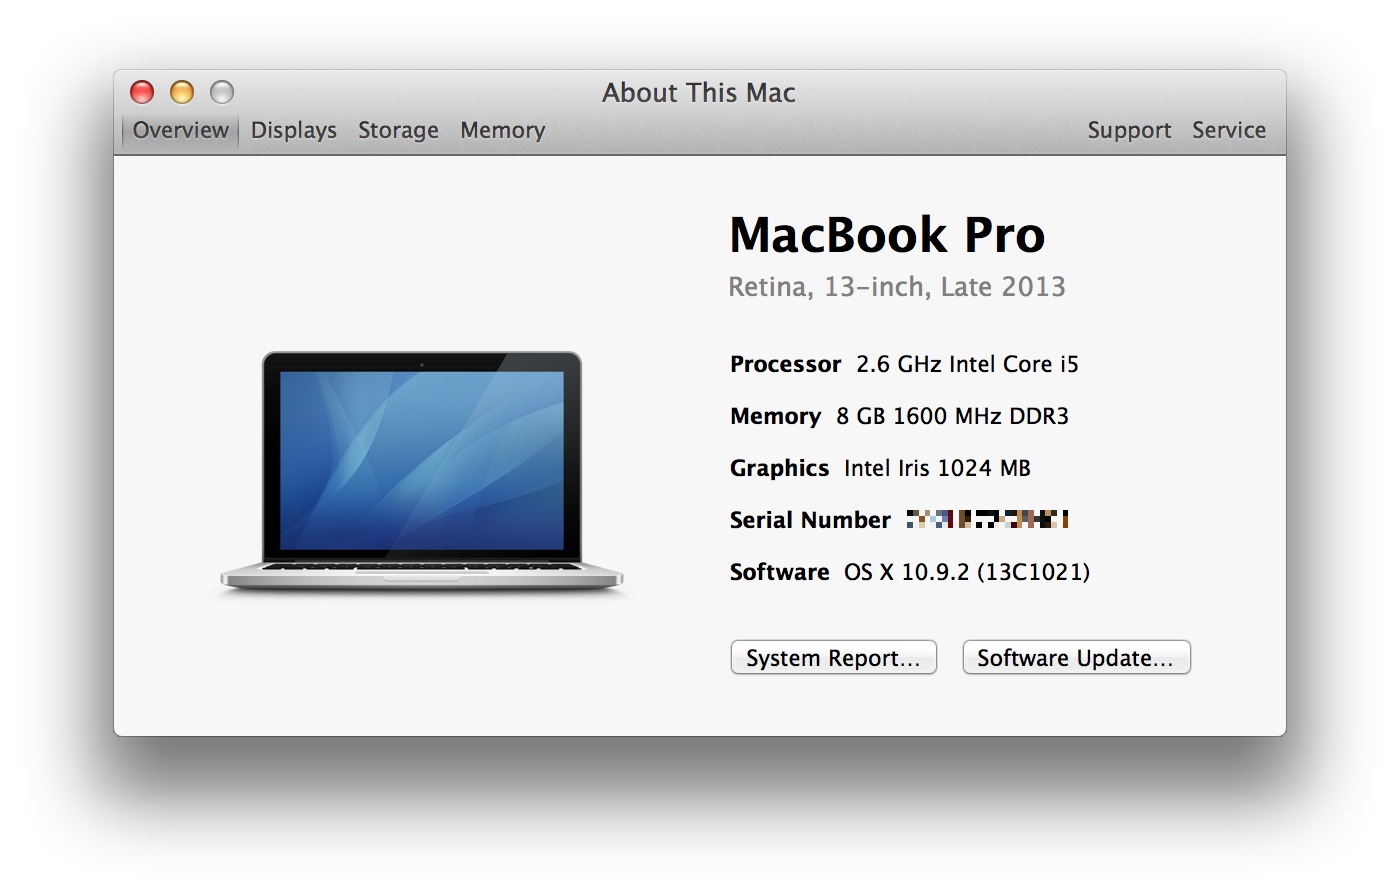 About This Mac
Overview Displays Storage Memory Support Service
MacBook Pro
Retina, 13-inch, Late 2013
Processor 2.6 GHz Intel Core i5
Memory 8 GB 1600 MHz DDR3
Graphics Intel Iris 1024 MB
Serial Number
Software OS X 10.9.2 (13C1021)
System Report... Software Update...